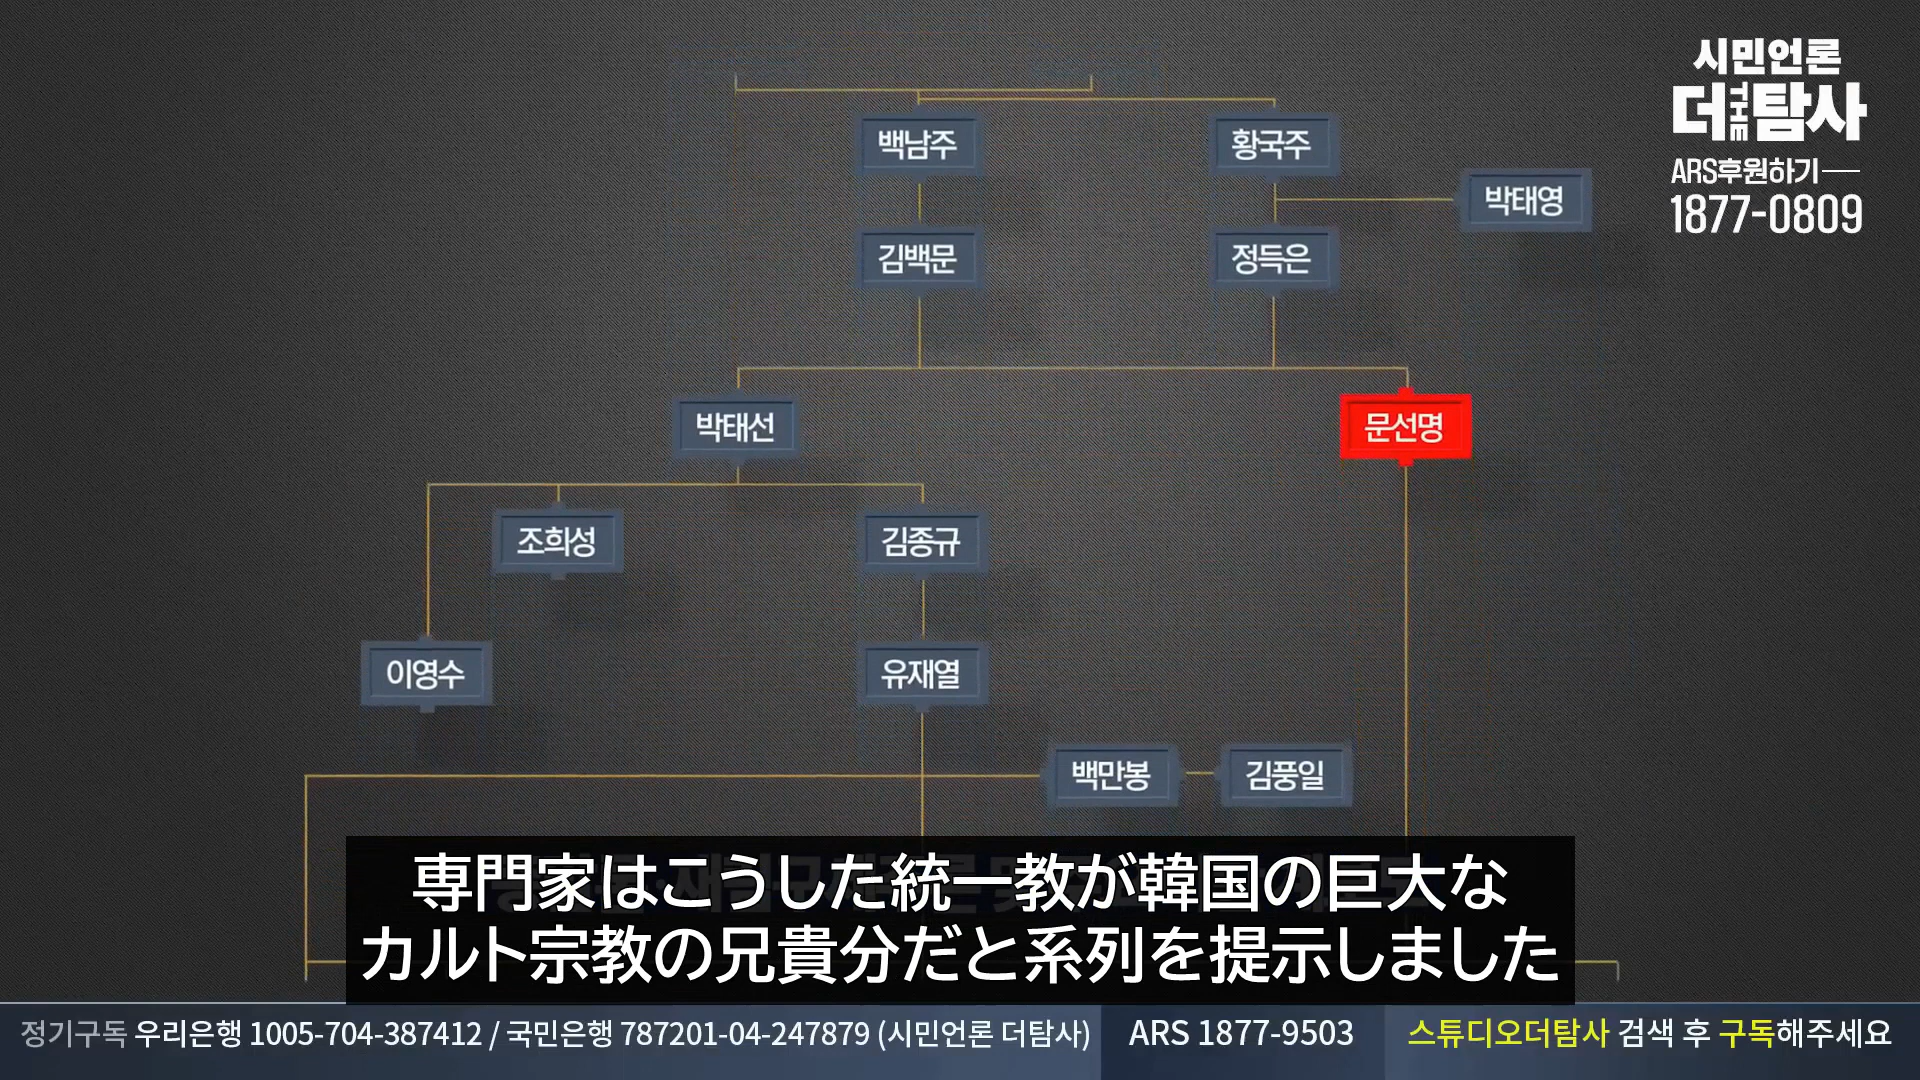 시민언론
더탐사
THE
ARS후원하기
1877-0809
백남주
황국주
박태영
김백문
정득은
박태선
문선명
조희성
김종규
이영수
유재열
백만봉
김풍일
専門家はこうした統一教が韓国の巨大な
カルト宗教の兄貴分だと系列を提示しました
정기구독 우리은행 1005-704-387412 / 국민은행 787201-04-247879 (시민언론 더탐사)
ARS 1877-9503
스튜디오더탐사 검색 후 구독해주세요